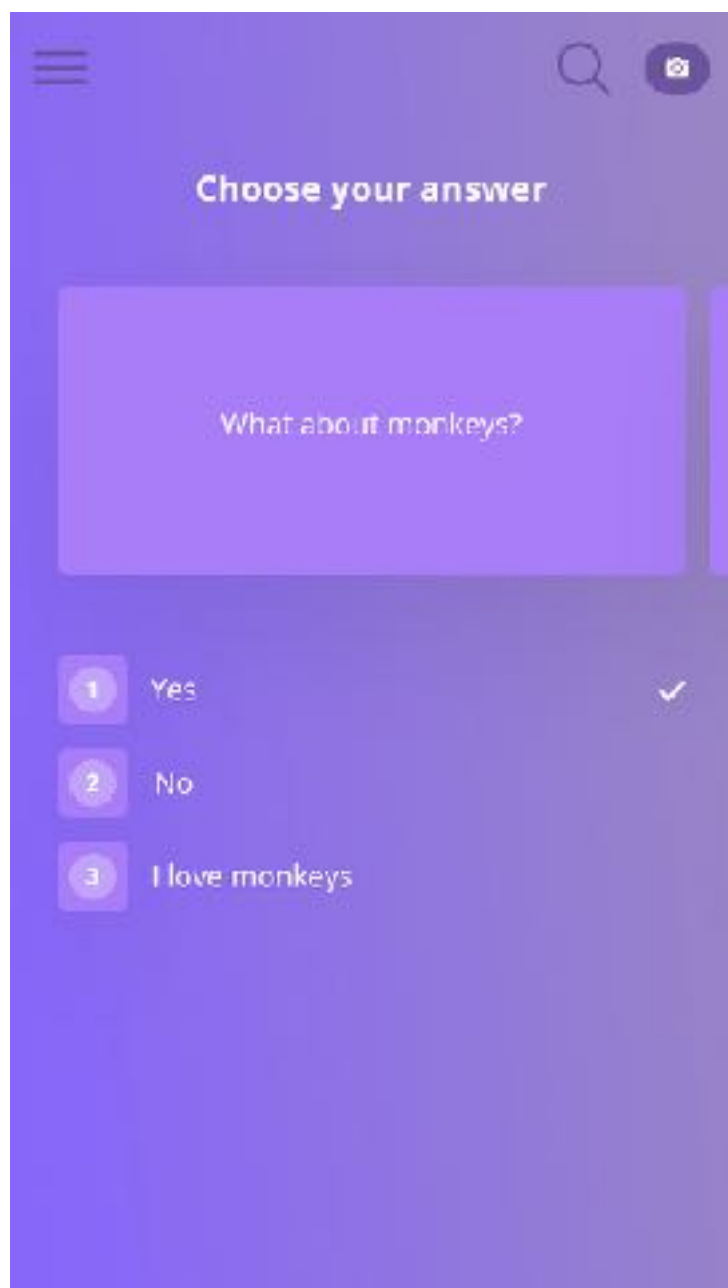 Choose your answer
What about monkeys?
1 Yes
2 No
3 I love monkeys